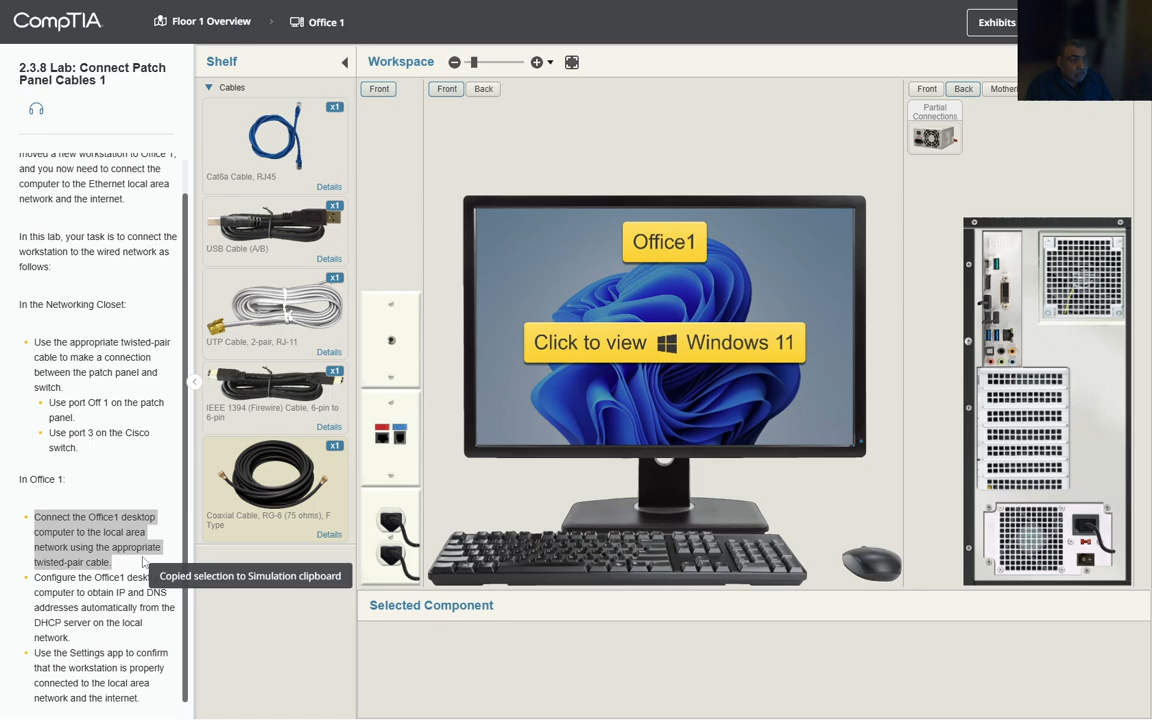 CompTIA.
Floor 1 Overview
Office 1
Exhibits
2.3.8 Lab: Connect Patch
Panel Cables 1
moved a new workstation to Office 1,
and you now need to connect the
computer to the Ethernet local area
network and the internet.
In this lab, your task is to connect the
workstation to the wired network as
follows:
In the Networking Closet:
Use the appropriate twisted-pair
cable to make a connection
between the patch panel and
switch.
Use port Off 1 on the patch
panel.
Use port 3 on the Cisco
switch.
In Office 1:
Connect the Office1 desktop
computer to the local area
network using the appropriate
twisted-pair cable.
Configure the Office1
computer to obtain IP and DNS
addresses automatically from the
DHCP server on the local
network.
Use the Settings app to confirm
that the workstation is properly
connected to the local area
network and the internet.
Copied selection to Simulation clipboard
Shelf
Cables
x1
Cat6a Cable, RJ45
Details
x1
USB Cable (A/B)
Details
x1
UTP Cable, 2-pair, RJ-11
Details
x1
IEEE 1394 (Firewire) Cable, 6-pin to
6-pin
Details
x1
Coaxial Cable, RG-6 (75 ohms), F
Type
Details
Workspace
Front
Front
Back
Front
Back
Partial
Connections
Office1
Click to view Windows 11
Selected Component